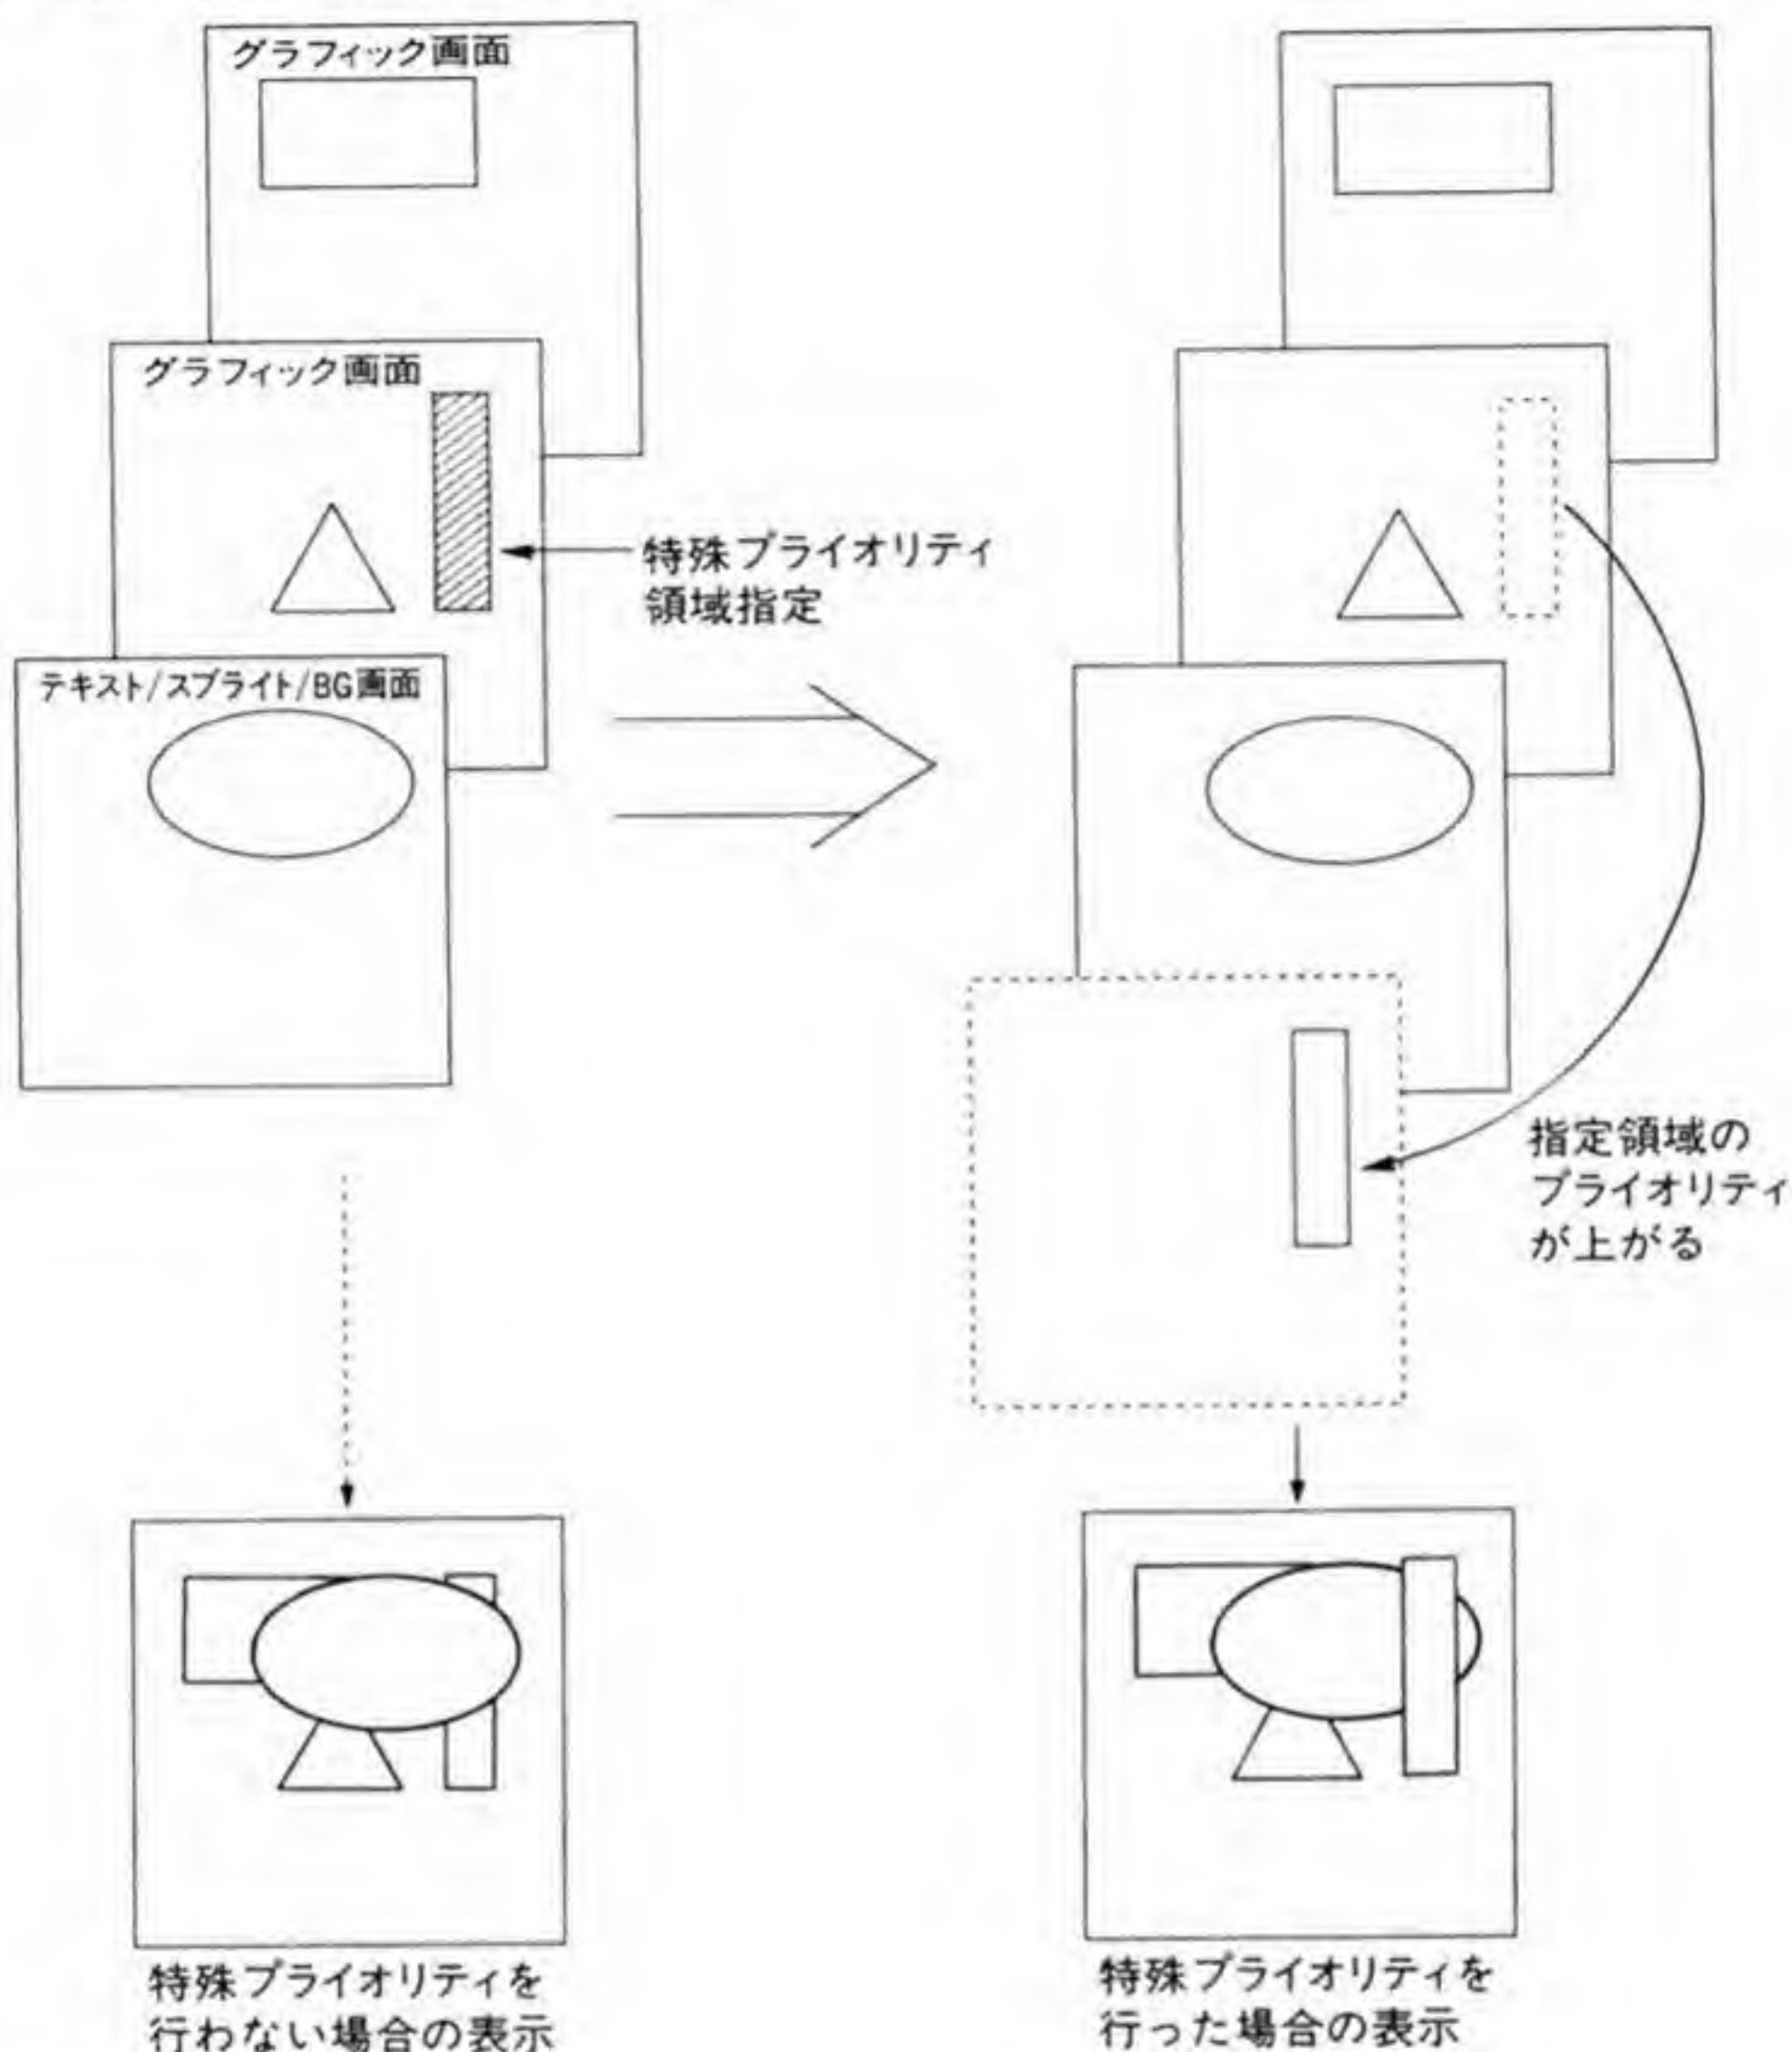 グラフィック画面
グラフィック画面
特殊プライオリティ
領域指定
テキスト/スプライト/BG画面
指定領域の
プライオリティ
が上がる
特殊プライオリティを
行わない場合の表示
特殊プライオリティを
行った場合の表示